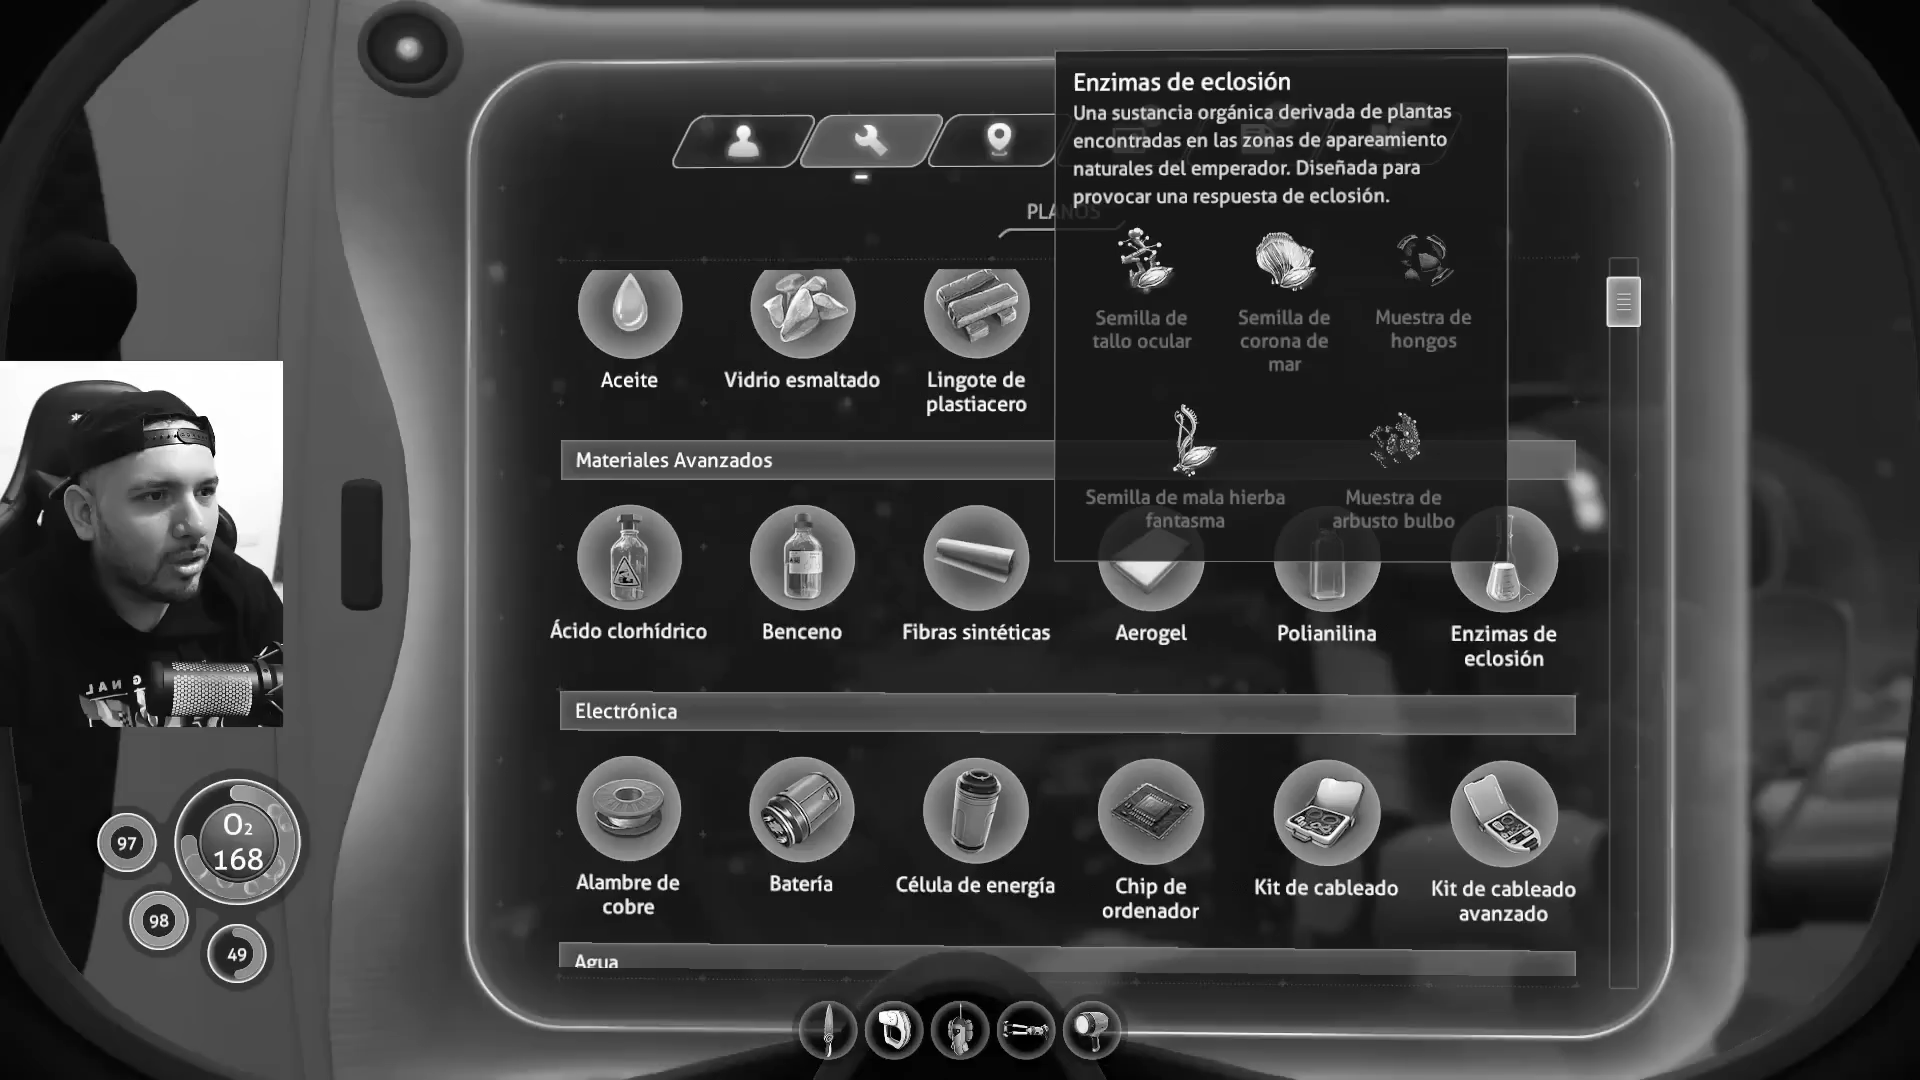 Enzimas de eclosión
Una sustancia orgánica derivada de plantas
encontradas en las zonas de apareamiento
naturales del emperador. Diseñada para
provocar una respuesta de eclosión.
PLANOS
Semilla de
tallo ocular
Semilla de
corona de
mar
Muestra de
hongos
Semilla de mala hierba
fantasma
Muestra de
arbusto bulbo
Aceite
Vidrio esmaltado
Lingote de
plastiacero
Materiales Avanzados
Ácido clorhídrico
Benceno
Fibras sintéticas
Aerogel
Polianilina
Enzimas de
eclosión
Electrónica
Alambre de
cobre
Batería
Célula de energía
Chip de
ordenador
Kit de cableado
Kit de cableado
avanzado
Agua
O₂
168
97
98
49